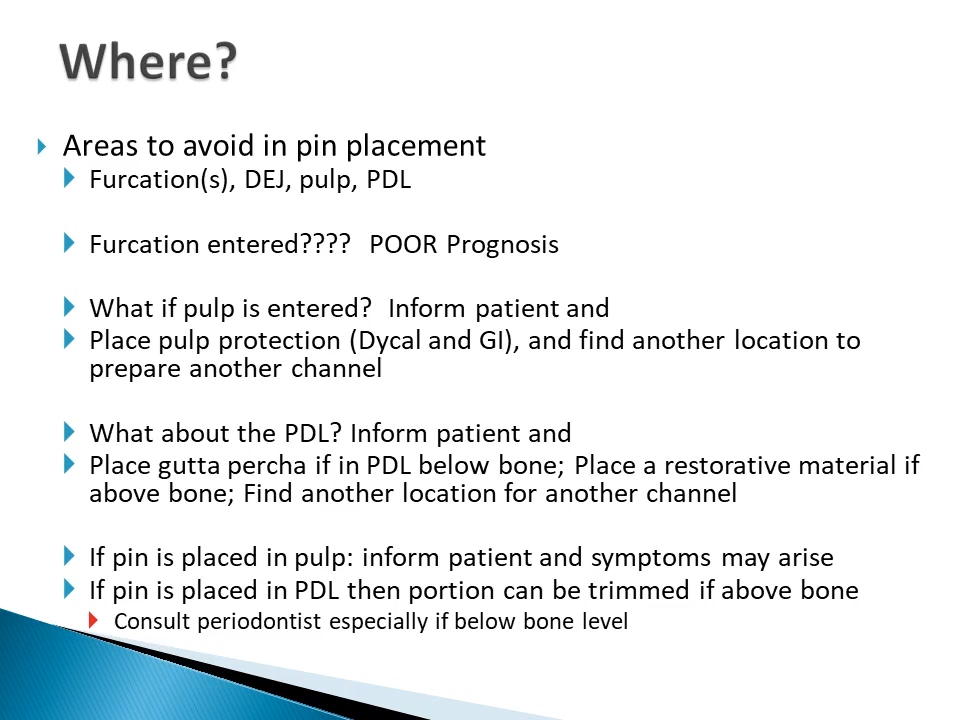 Where?
Areas to avoid in pin placement
Furcation(s), DEJ, pulp, PDL
Furcation entered???? POOR Prognosis
What if pulp is entered? Inform patient and
Place pulp protection (Dycal and GI), and find another location to
prepare another channel
What about the PDL? Inform patient and
Place gutta percha if in PDL below bone; Place a restorative material if
above bone; Find another location for another channel
If pin is placed in pulp: inform patient and symptoms may arise
If pin is placed in PDL then portion can be trimmed if above bone
Consult periodontist especially if below bone level